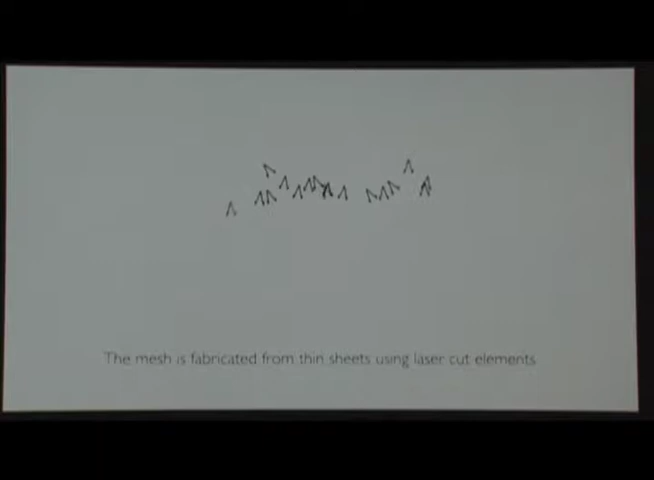 The mesh is fabricated from thin sheets using laser cut elements